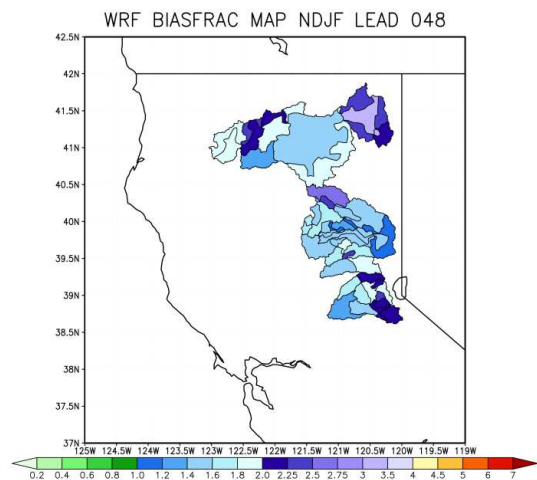 WRF BIASFRAC MAP NDJF LEAD 048
42.5N
42N
41.5N
41N
40.5N
40N
39.5N
39N
38.5N
38N
37.5N
37N
125W 124.5W 124W 123.5W 123W 122.5W 122W 121.5W 121W 120.5W 120W 119.5W 119W
0.2 0.4 0.6 0.8 1.0 1.2 1.4 1.6 1.8 2 2.25 2.5 2.75 3 3.5 4 4.5 5 6 7